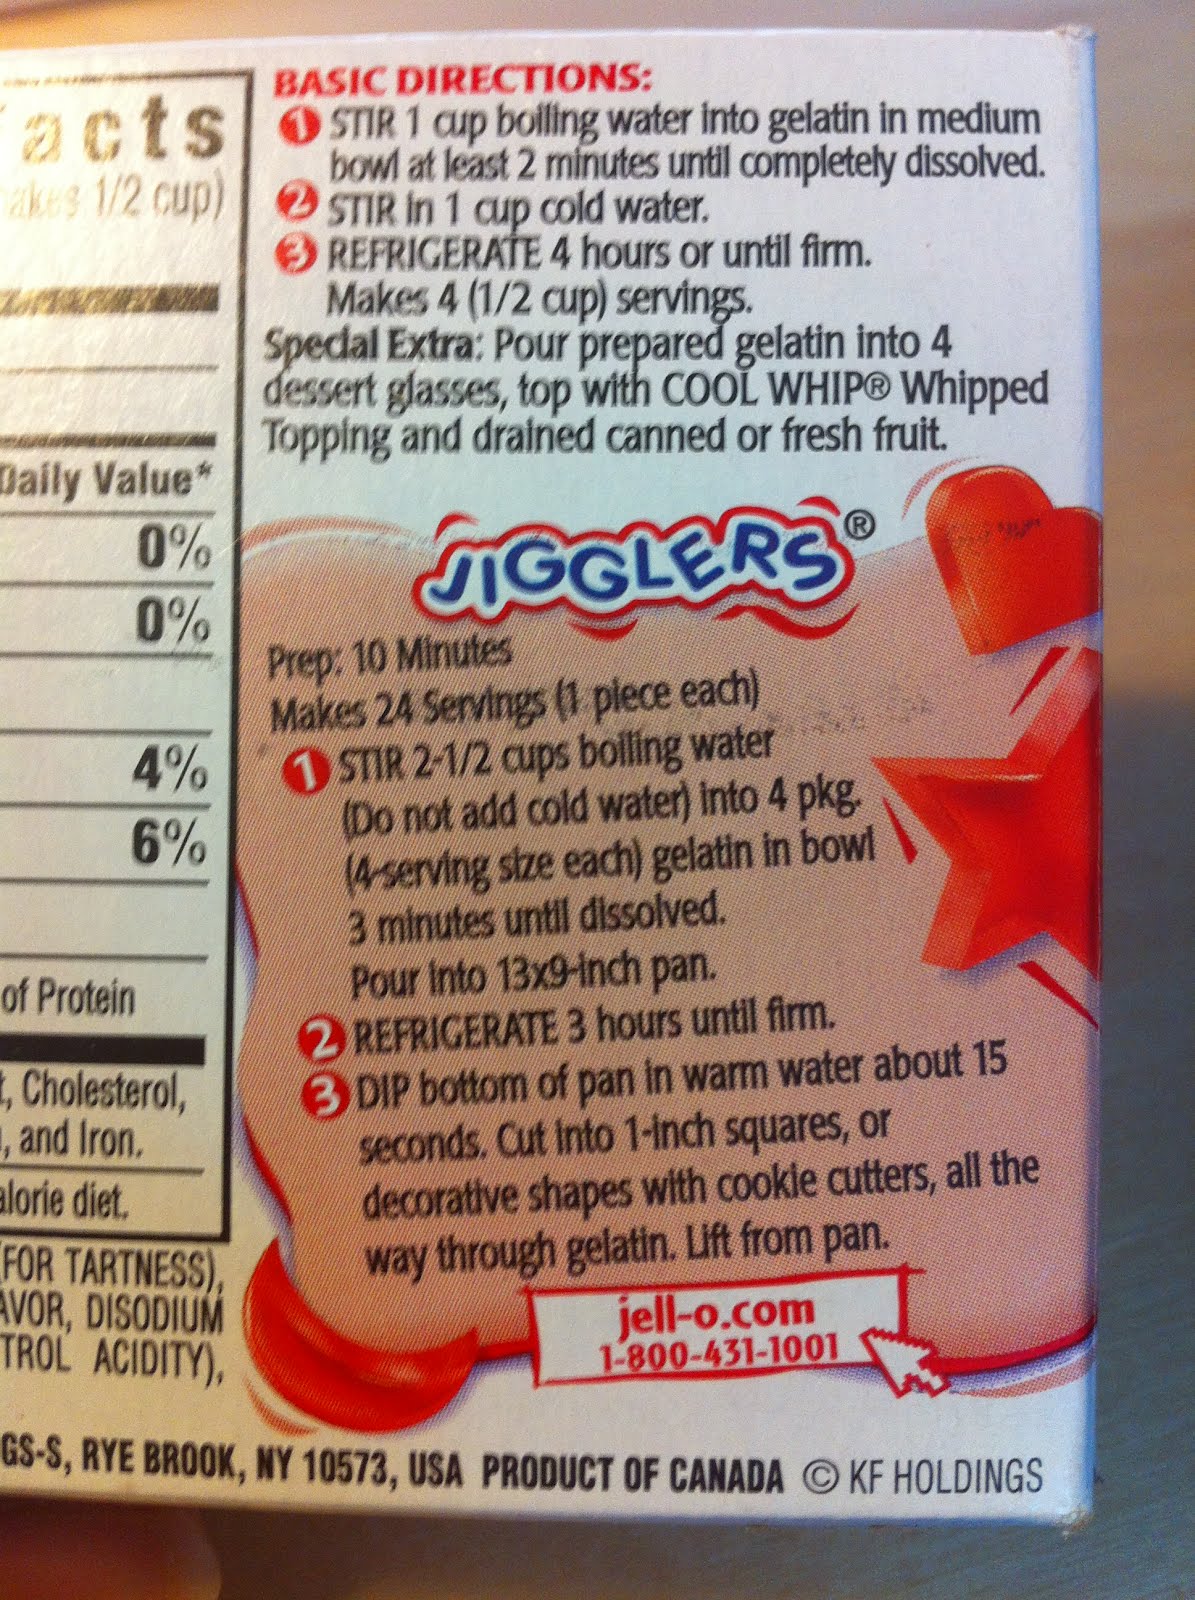 acts
1/2 cup)
Daily Value*
0%
0%
4%
6%
of Protein
Cholesterol,
and Iron.
diet.
(FOR TARTNESS),
DISODIUM
ACIDITY),
BASIC DIRECTIONS:
1 STIR 1 cup boiling water into gelatin in medium
bowl at least 2 minutes until completely dissolved.
2 STIR in 1 cup cold water.
3 REFRIGERATE 4 hours or until firm.
Makes 4 (1/2 cup) servings.
Special Extra: Pour prepared gelatin into 4
dessert glasses, top with COOL WHIP® Whipped
Topping and drained canned or fresh fruit.
JIGGLERS®
Prep: 10 Minutes
Makes 24 Servings (1 piece each)
1 STIR 2-1/2 cups boiling water
(Do not add cold water) into 4 pkg.
(4-serving size each) gelatin in bowl
3 minutes until dissolved.
Pour into 13x9-inch pan.
2 REFRIGERATE 3 hours until firm.
3 DIP bottom of pan in warm water about 15
seconds. Cut into 1-inch squares, or
decorative shapes with cookie cutters, all the
way through gelatin. Lift from pan.
jell-o.com
1-800-431-1001
GS-S, RYE BROOK, NY 10573, USA PRODUCT OF CANADA © KF HOLDINGS